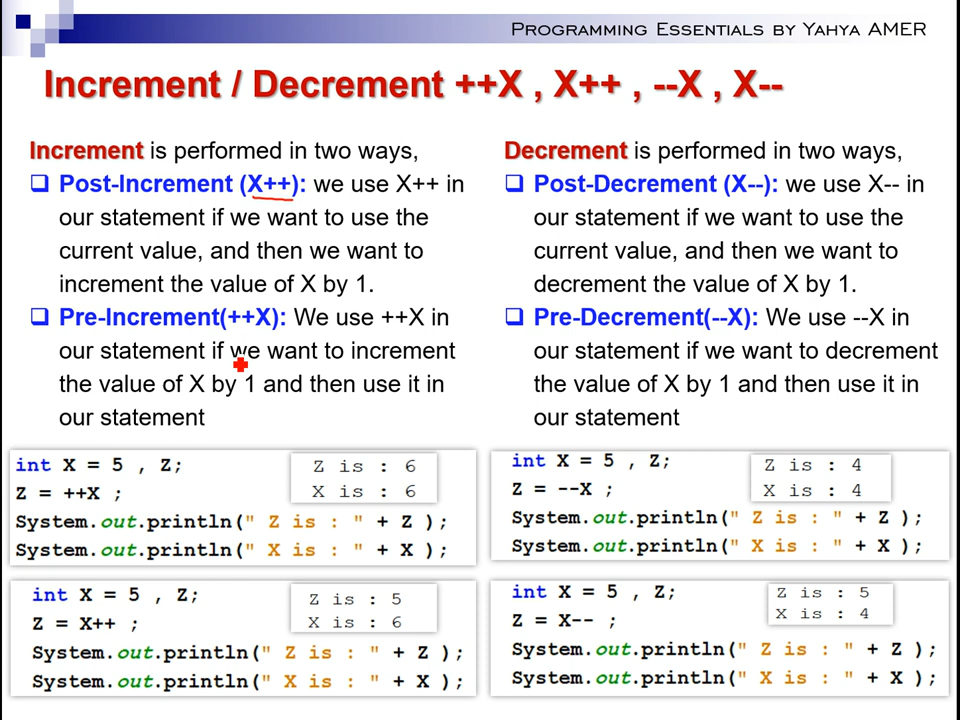 PROGRAMMING ESSENTIALS BY YAHYA AMER
Increment / Decrement ++X , X++ , --X , X--
Increment is performed in two ways,
Post-Increment (X++): we use X++ in
our statement if we want to use the
current value, and then we want to
increment the value of X by 1.
Pre-Increment(++X): We use ++X in
our statement if we want to increment
the value of X by 1 and then use it in
our statement
Decrement is performed in two ways,
Post-Decrement (X--): we use X-- in
our statement if we want to use the
current value, and then we want to
decrement the value of X by 1.
Pre-Decrement(--X): We use --X in
our statement if we want to decrement
the value of X by 1 and then use it in
our statement
int X = 5 , Z;
Z = ++X ;
System.out.println(" Z is : " + Z );
System.out.println(" X is : " + X );
Z is : 6
X is : 6
int X = 5 , Z;
Z = --X ;
System.out.println(" Z is : " + Z );
System.out.println(" X is : " + X );
Z is : 4
X is : 4
int X = 5 , Z;
Z = X++ ;
System.out.println(" Z is : " + Z );
System.out.println(" X is : " + X );
Z is : 5
X is : 6
int X = 5 , Z;
Z = X-- ;
System.out.println(" Z is : " + Z );
System.out.println(" X is : " + X );
Z is : 5
X is : 4